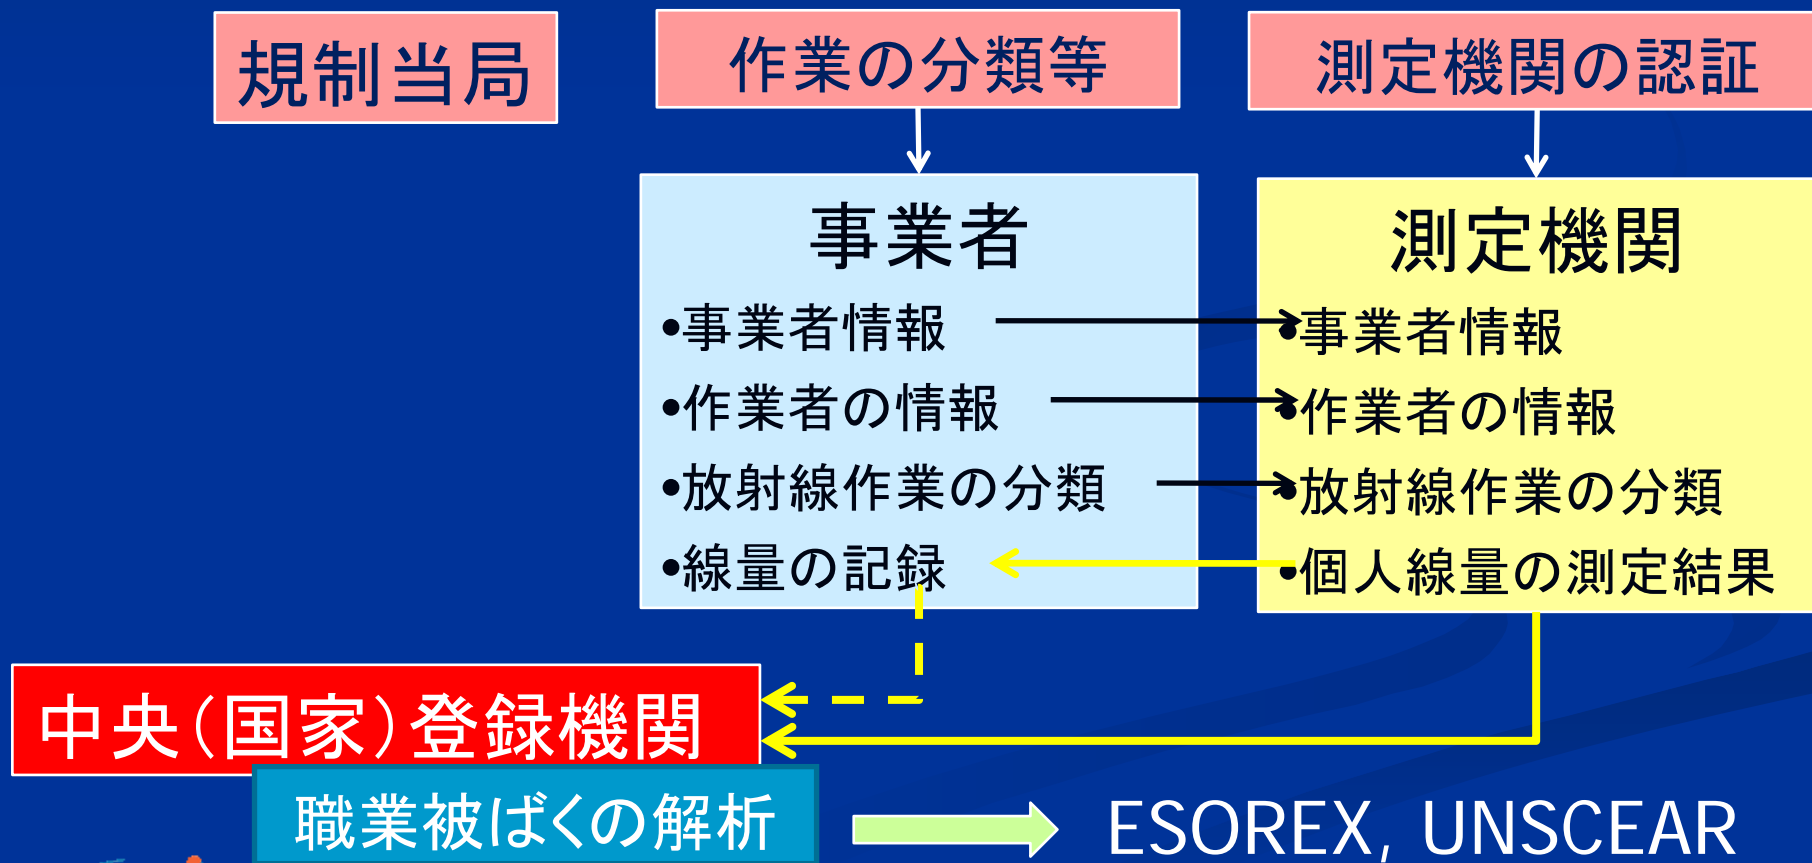 規制当局
作業の分類等
測定機関の認証
事業者
•事業者情報
•作業者の情報
•放射線作業の分類
•線量の記録
測定機関
•事業者情報
•作業者の情報
•放射線作業の分類
•個人線量の測定結果
中央(国家)登録機関
職業被ばくの解析
ESOREX, UNSCEAR